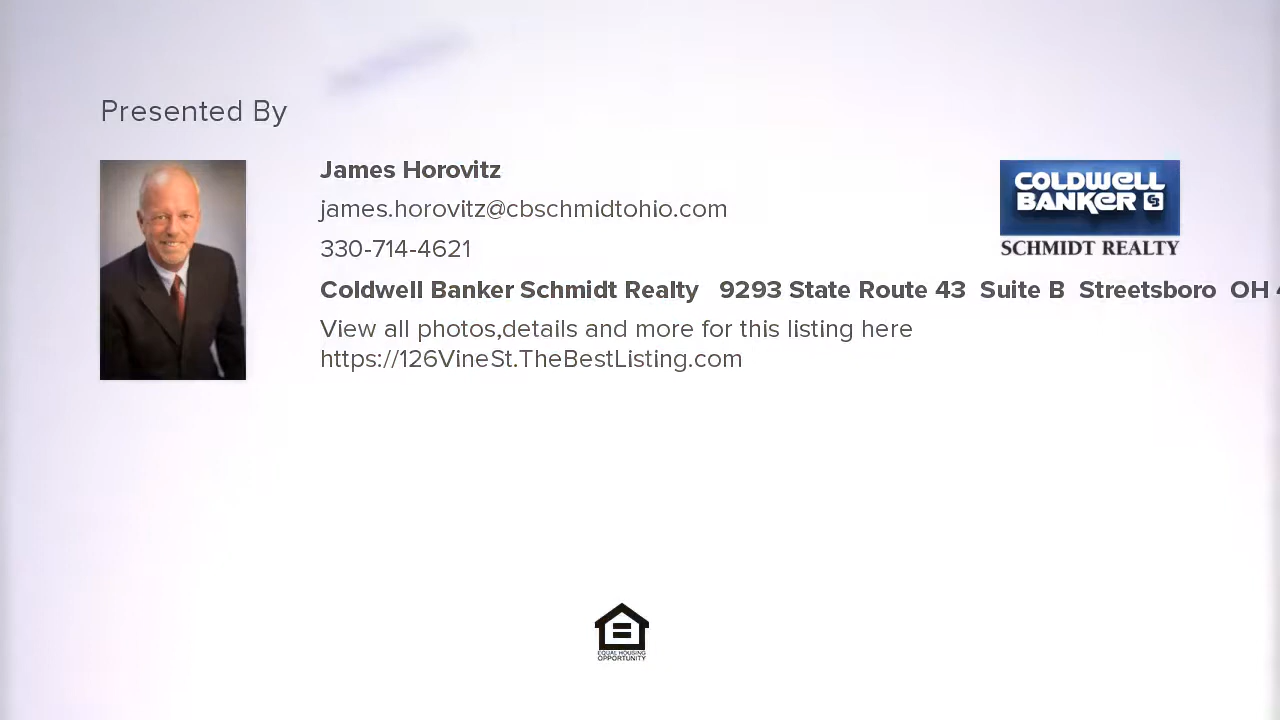 Presented By
James Horovitz
james.horovitz@cbschmidtohio.com
330-714-4621
Coldwell Banker Schmidt Realty 9293 State Route 43 Suite B Streetsboro OH
View all photos,details and more for this listing here
https://126VineSt.TheBestListing.com
COLDWELL
BANKER CB
SCHMIDT REALTY
EQUAL HOUSING
OPPORTUNITY